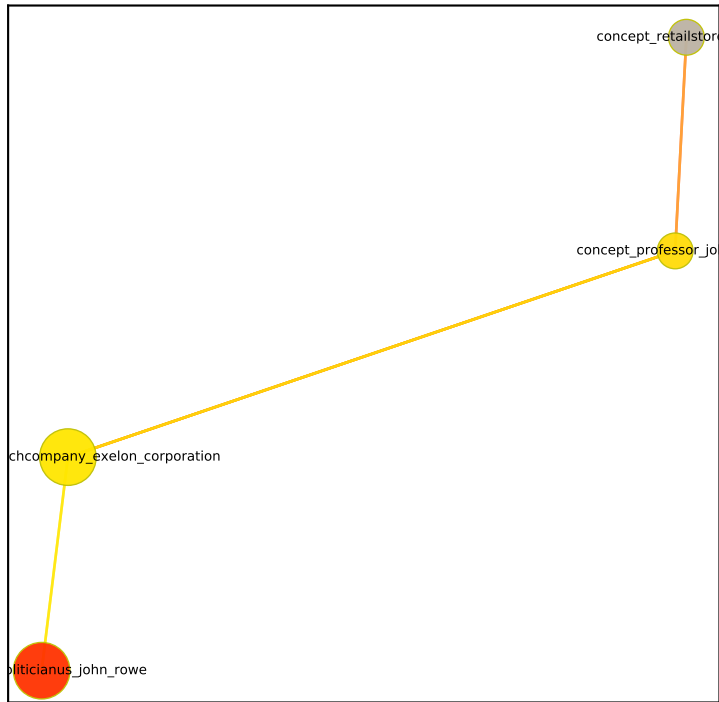 concept_retailstore
concept_professor_jo
chcompany_exelon_corporation
oliticianus_john_rowe